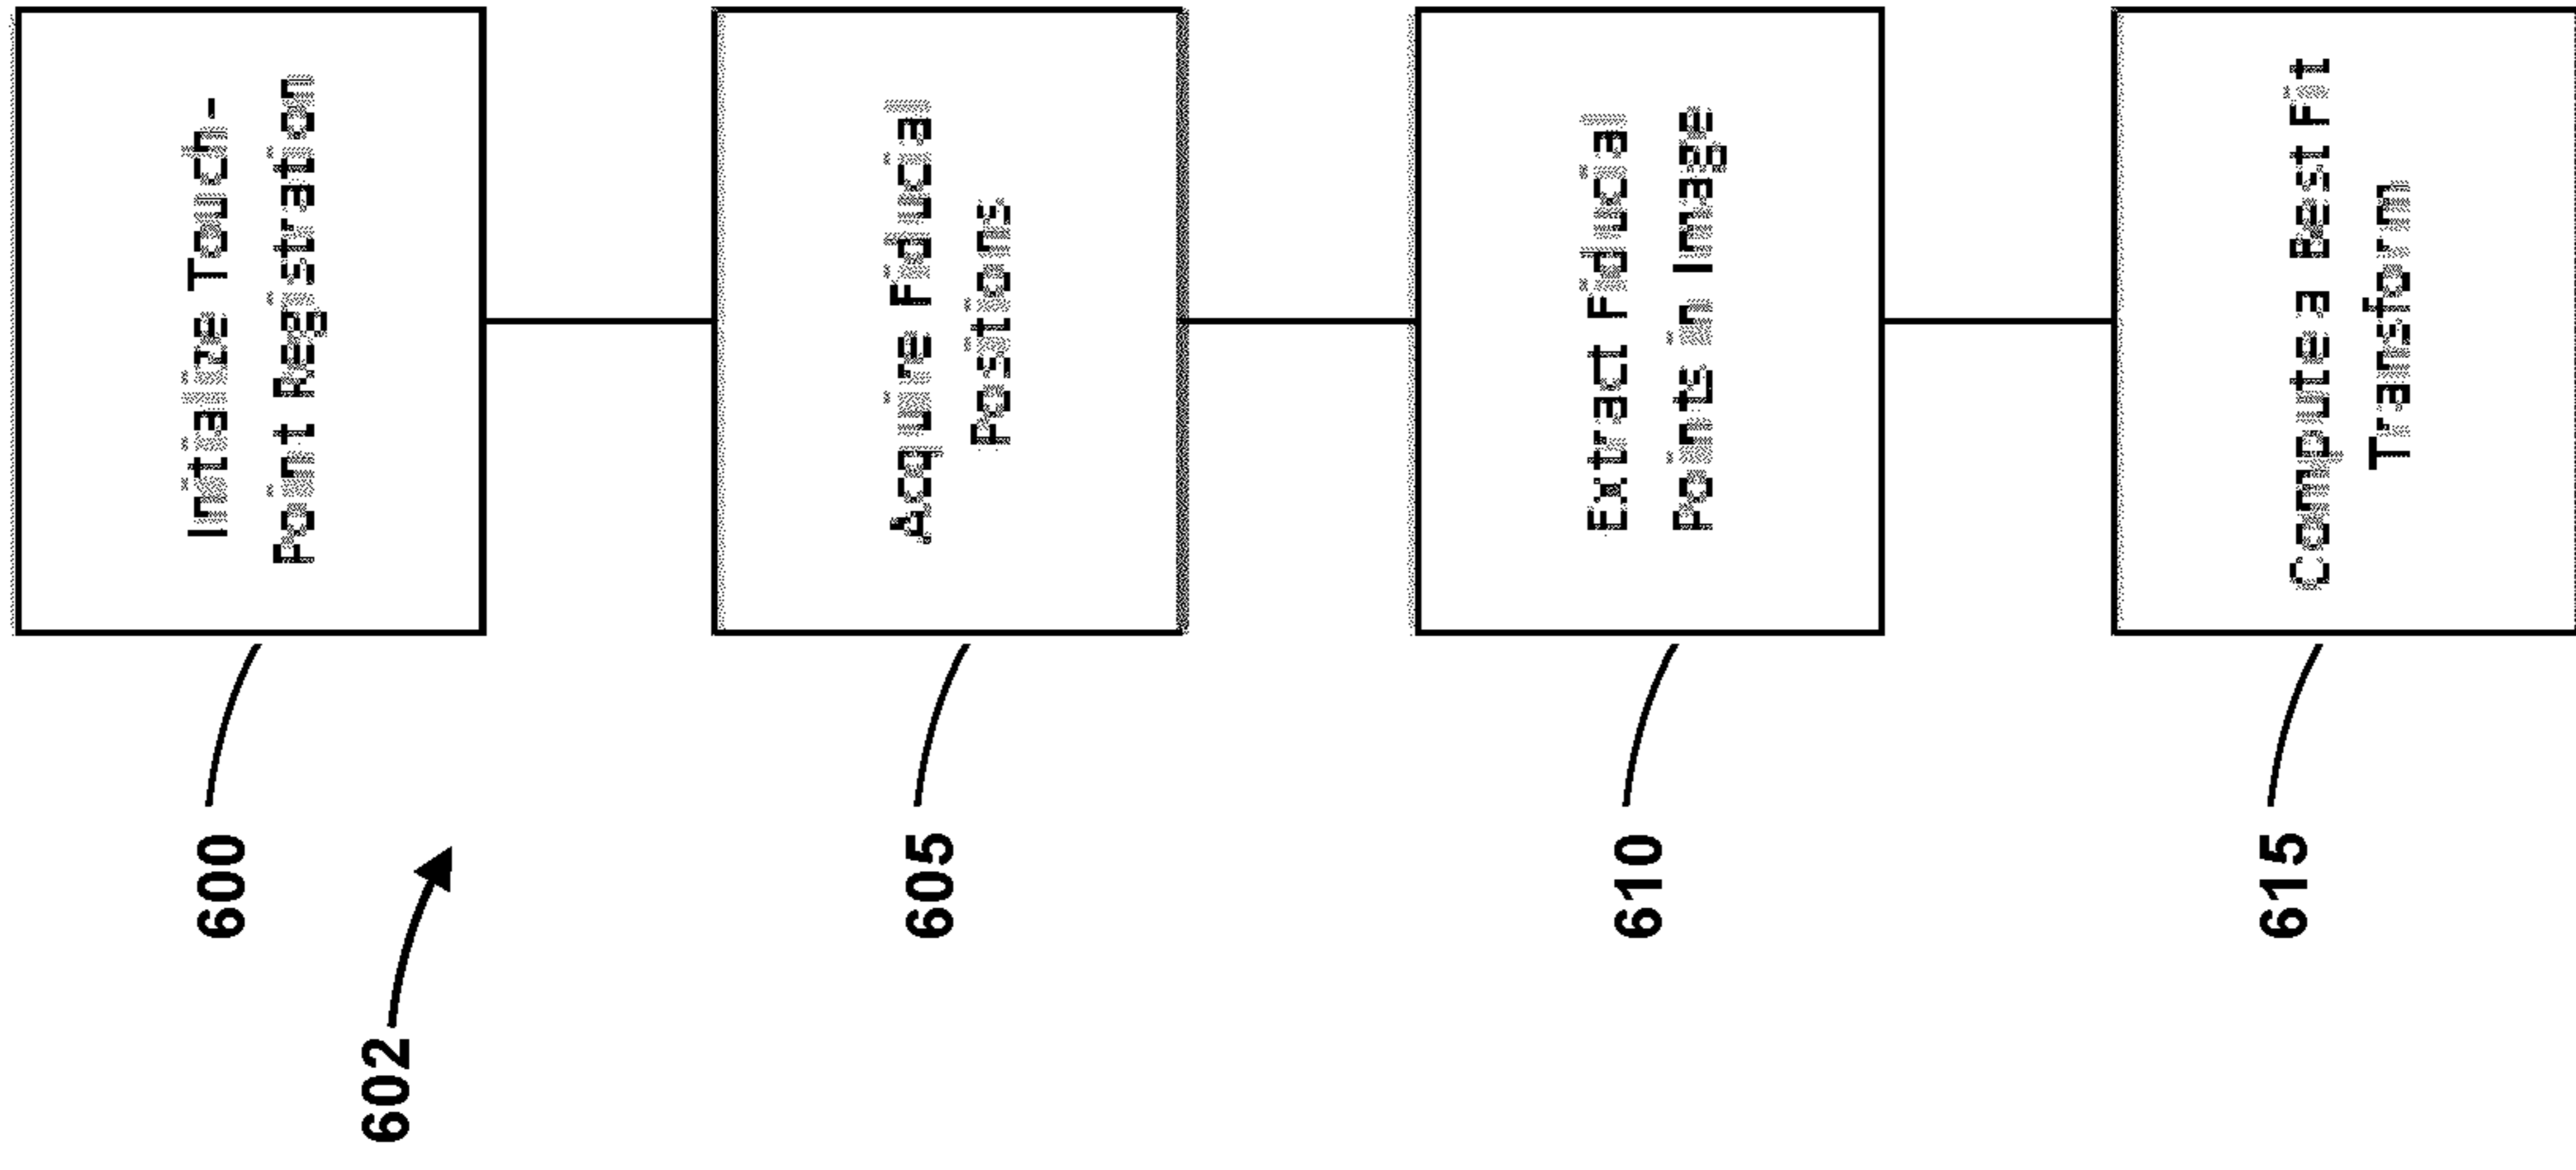 Initialize Touch-
Point Registration
600
602
Acquire Fiducial
Positions
605
Extract Fiducial
Points in Image
610
Compute a Best Fit
Transform
615